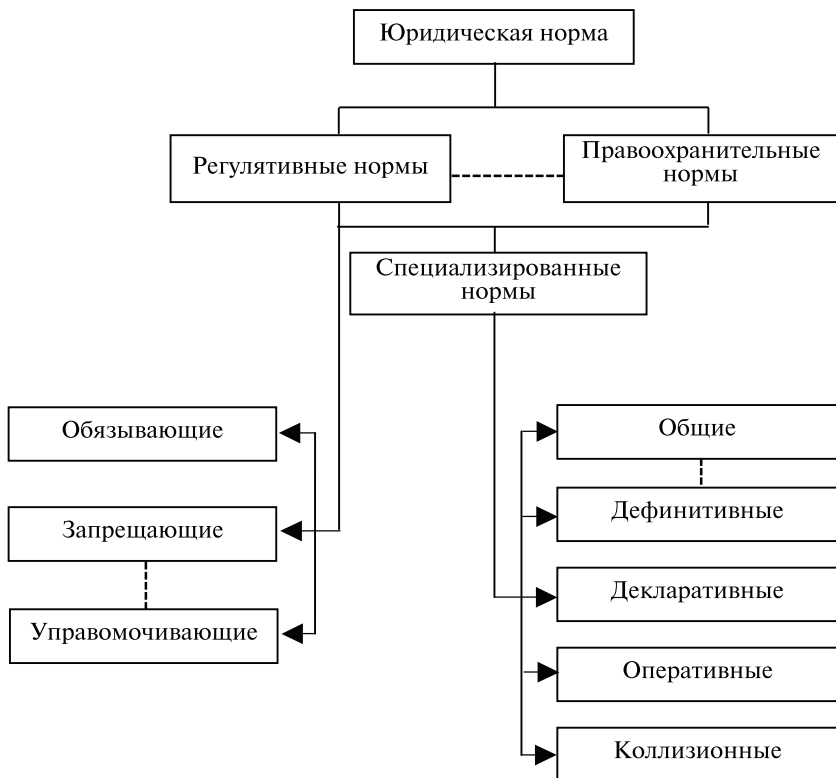 Юридическая норма
Регулятивные нормы
Правоохранительные
нормы
Специализированные
нормы
Обязывающие
Запрещающие
Управомочивающие
Общие
Дефинитивные
Декларативные
Оперативные
Коллизионные